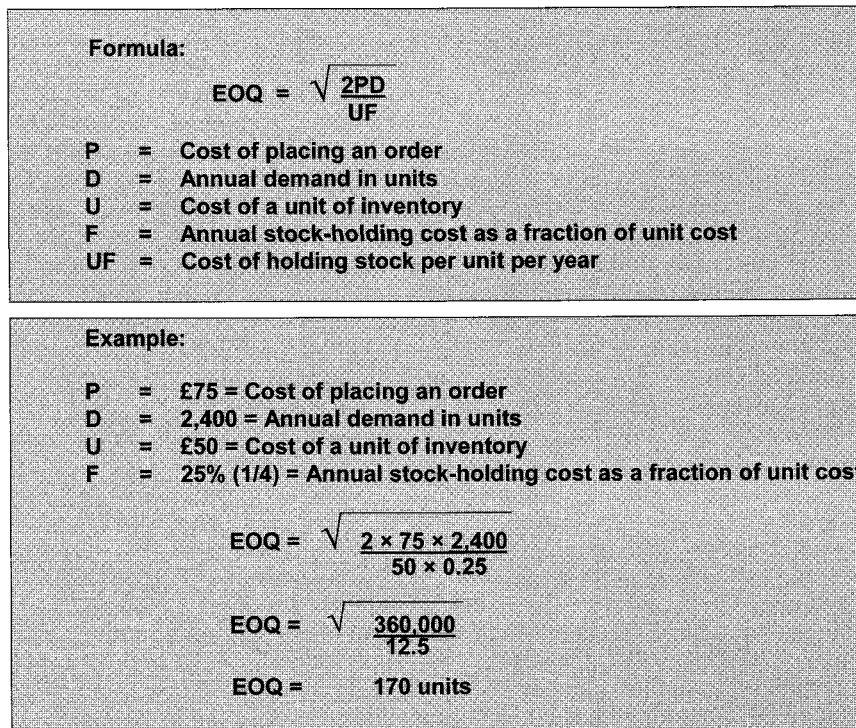 Formula:
EOQ = √ 2PD
UF
P = Cost of placing an order
D = Annual demand in units
U = Cost of a unit of inventory
F = Annual stock-holding cost as a fraction of unit cost
UF = Cost of holding stock per unit per year
Example:
P = £75 = Cost of placing an order
D = 2,400 = Annual demand in units
U = £50 = Cost of a unit of inventory
F = 25% (1/4) = Annual stock-holding cost as a fraction of unit cost
EOQ = √ 2 × 75 × 2,400
50 × 0.25
EOQ = √ 360,000
12.5
EOQ = 170 units